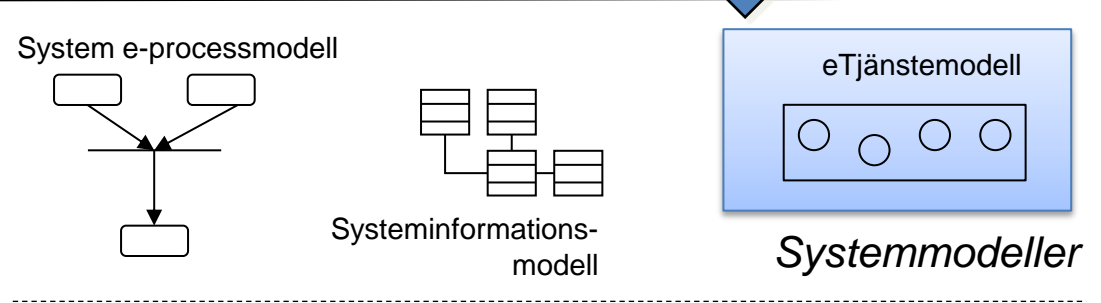 System e-processmodell
eTjänstemodell
Systeminformations-
modell
Systemmodeller